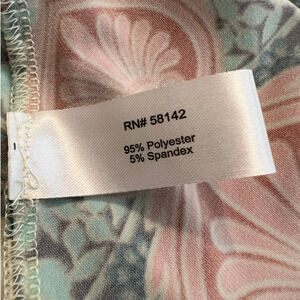 RN# 58142
95% Polyester
5% Spandex